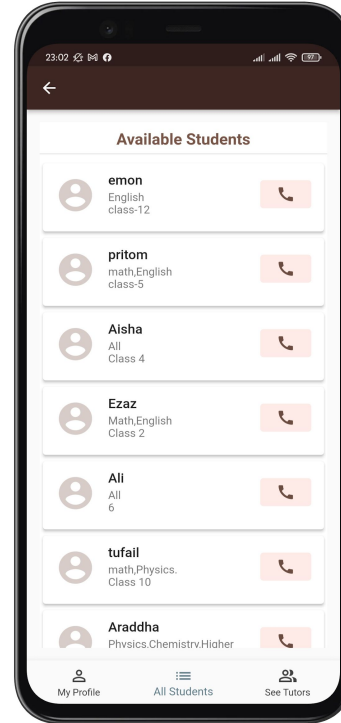 23:02
97
Available Students
emon
English
class-12
pritom
math,English
class-5
Aisha
All
Class 4
Ezaz
Math,English
Class 2
Ali
All
6
tufail
math,Physics.
Class 10
Araddha
Physics,Chemistry,Higher
My Profile
All Students
See Tutors